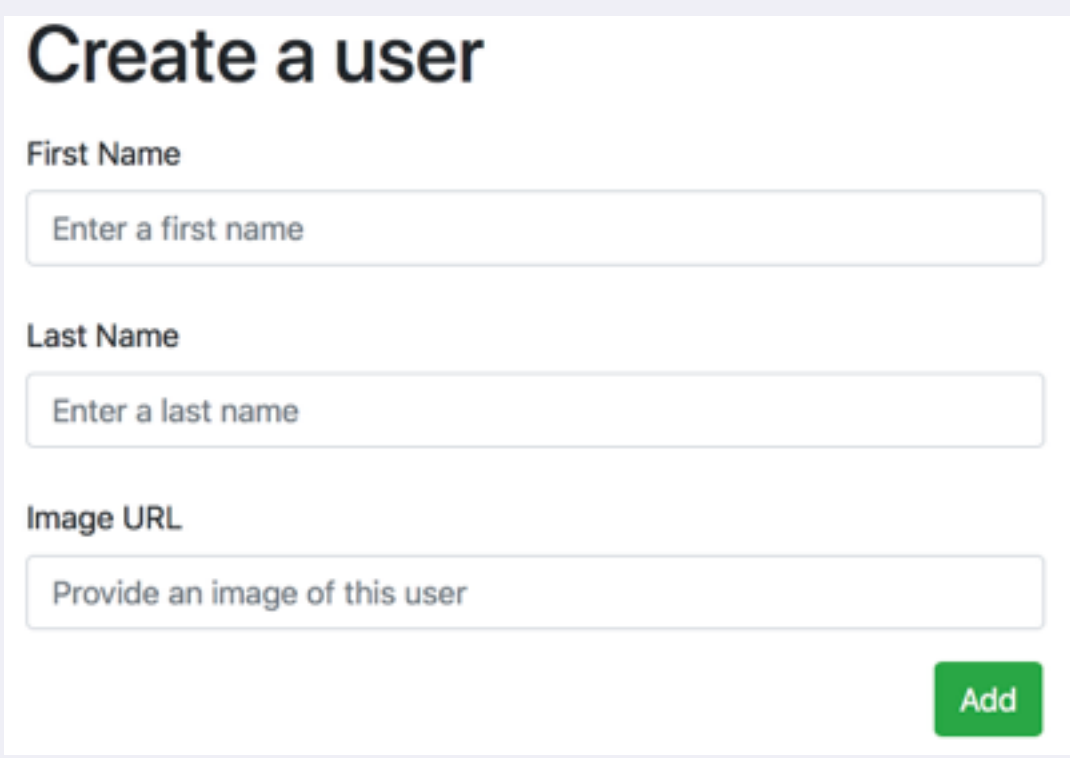 Create a user
First Name
Enter a first name
Last Name
Enter a last name
Image URL
Provide an image of this user
Add